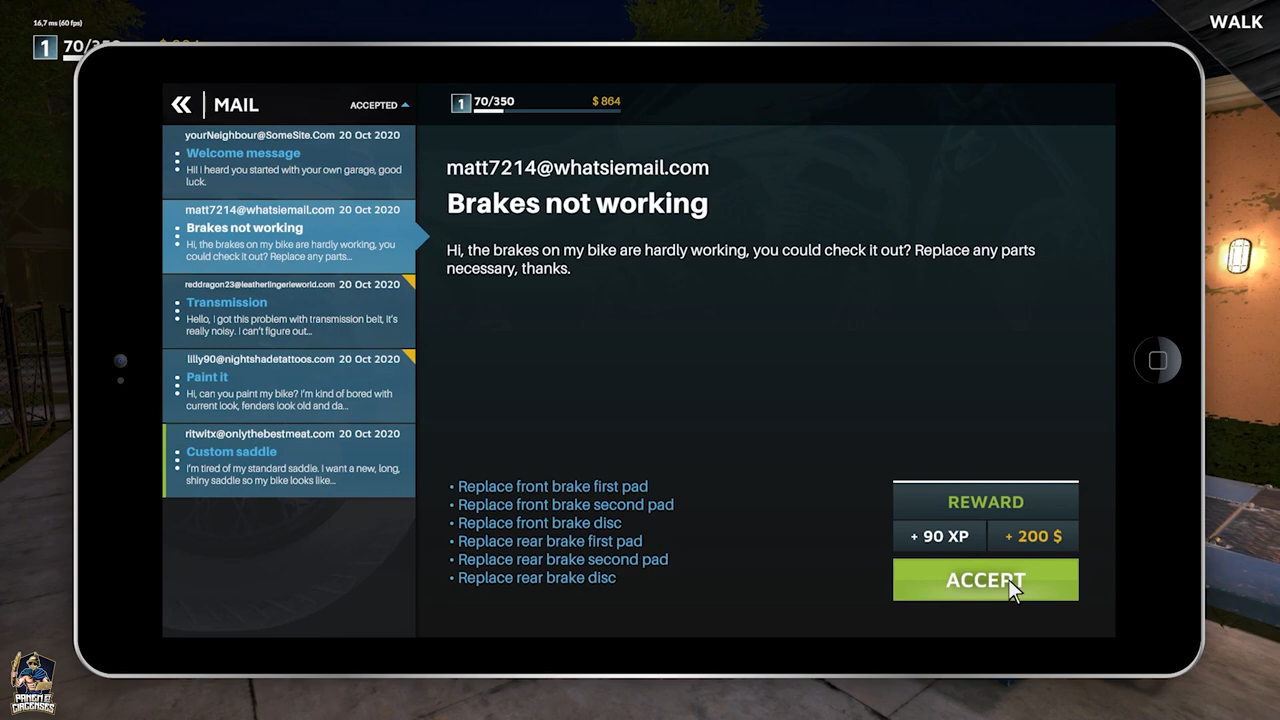 16,7 ms (60 fps)
WALK
1 70/350
MAIL
ACCEPTED
1 70/350 $ 864
yourNeighbour@SomeSite.Com 20 Oct 2020
Welcome message
Hi! I heard you started with your own garage, good
luck.
matt7214@whatsiemail.com 20 Oct 2020
Brakes not working
Hi, the brakes on my bike are hardly working, you
could check it out? Replace any parts...
reddragon23@leatherlingerieworld.com 20 Oct 2020
Transmission
Hello, I got this problem with transmission belt, it's
really noisy. I can't figure out...
lilly90@nightshadetattoos.com 20 Oct 2020
Paint it
Hi, can you paint my bike? I'm kind of bored with
current look, fenders look old and da...
ritwitx@onlythebestmeat.com 20 Oct 2020
Custom saddle
I'm tired of my standard saddle. I want a new, long,
shiny saddle so my bike looks like...
matt7214@whatsiemail.com
Brakes not working
Hi, the brakes on my bike are hardly working, you could check it out? Replace any parts
necessary, thanks.
• Replace front brake first pad
• Replace front brake second pad
• Replace front brake disc
• Replace rear brake first pad
• Replace rear brake second pad
• Replace rear brake disc
REWARD
+ 90 XP + 200 $
ACCEPT
PANEM ET
CIRCENSES